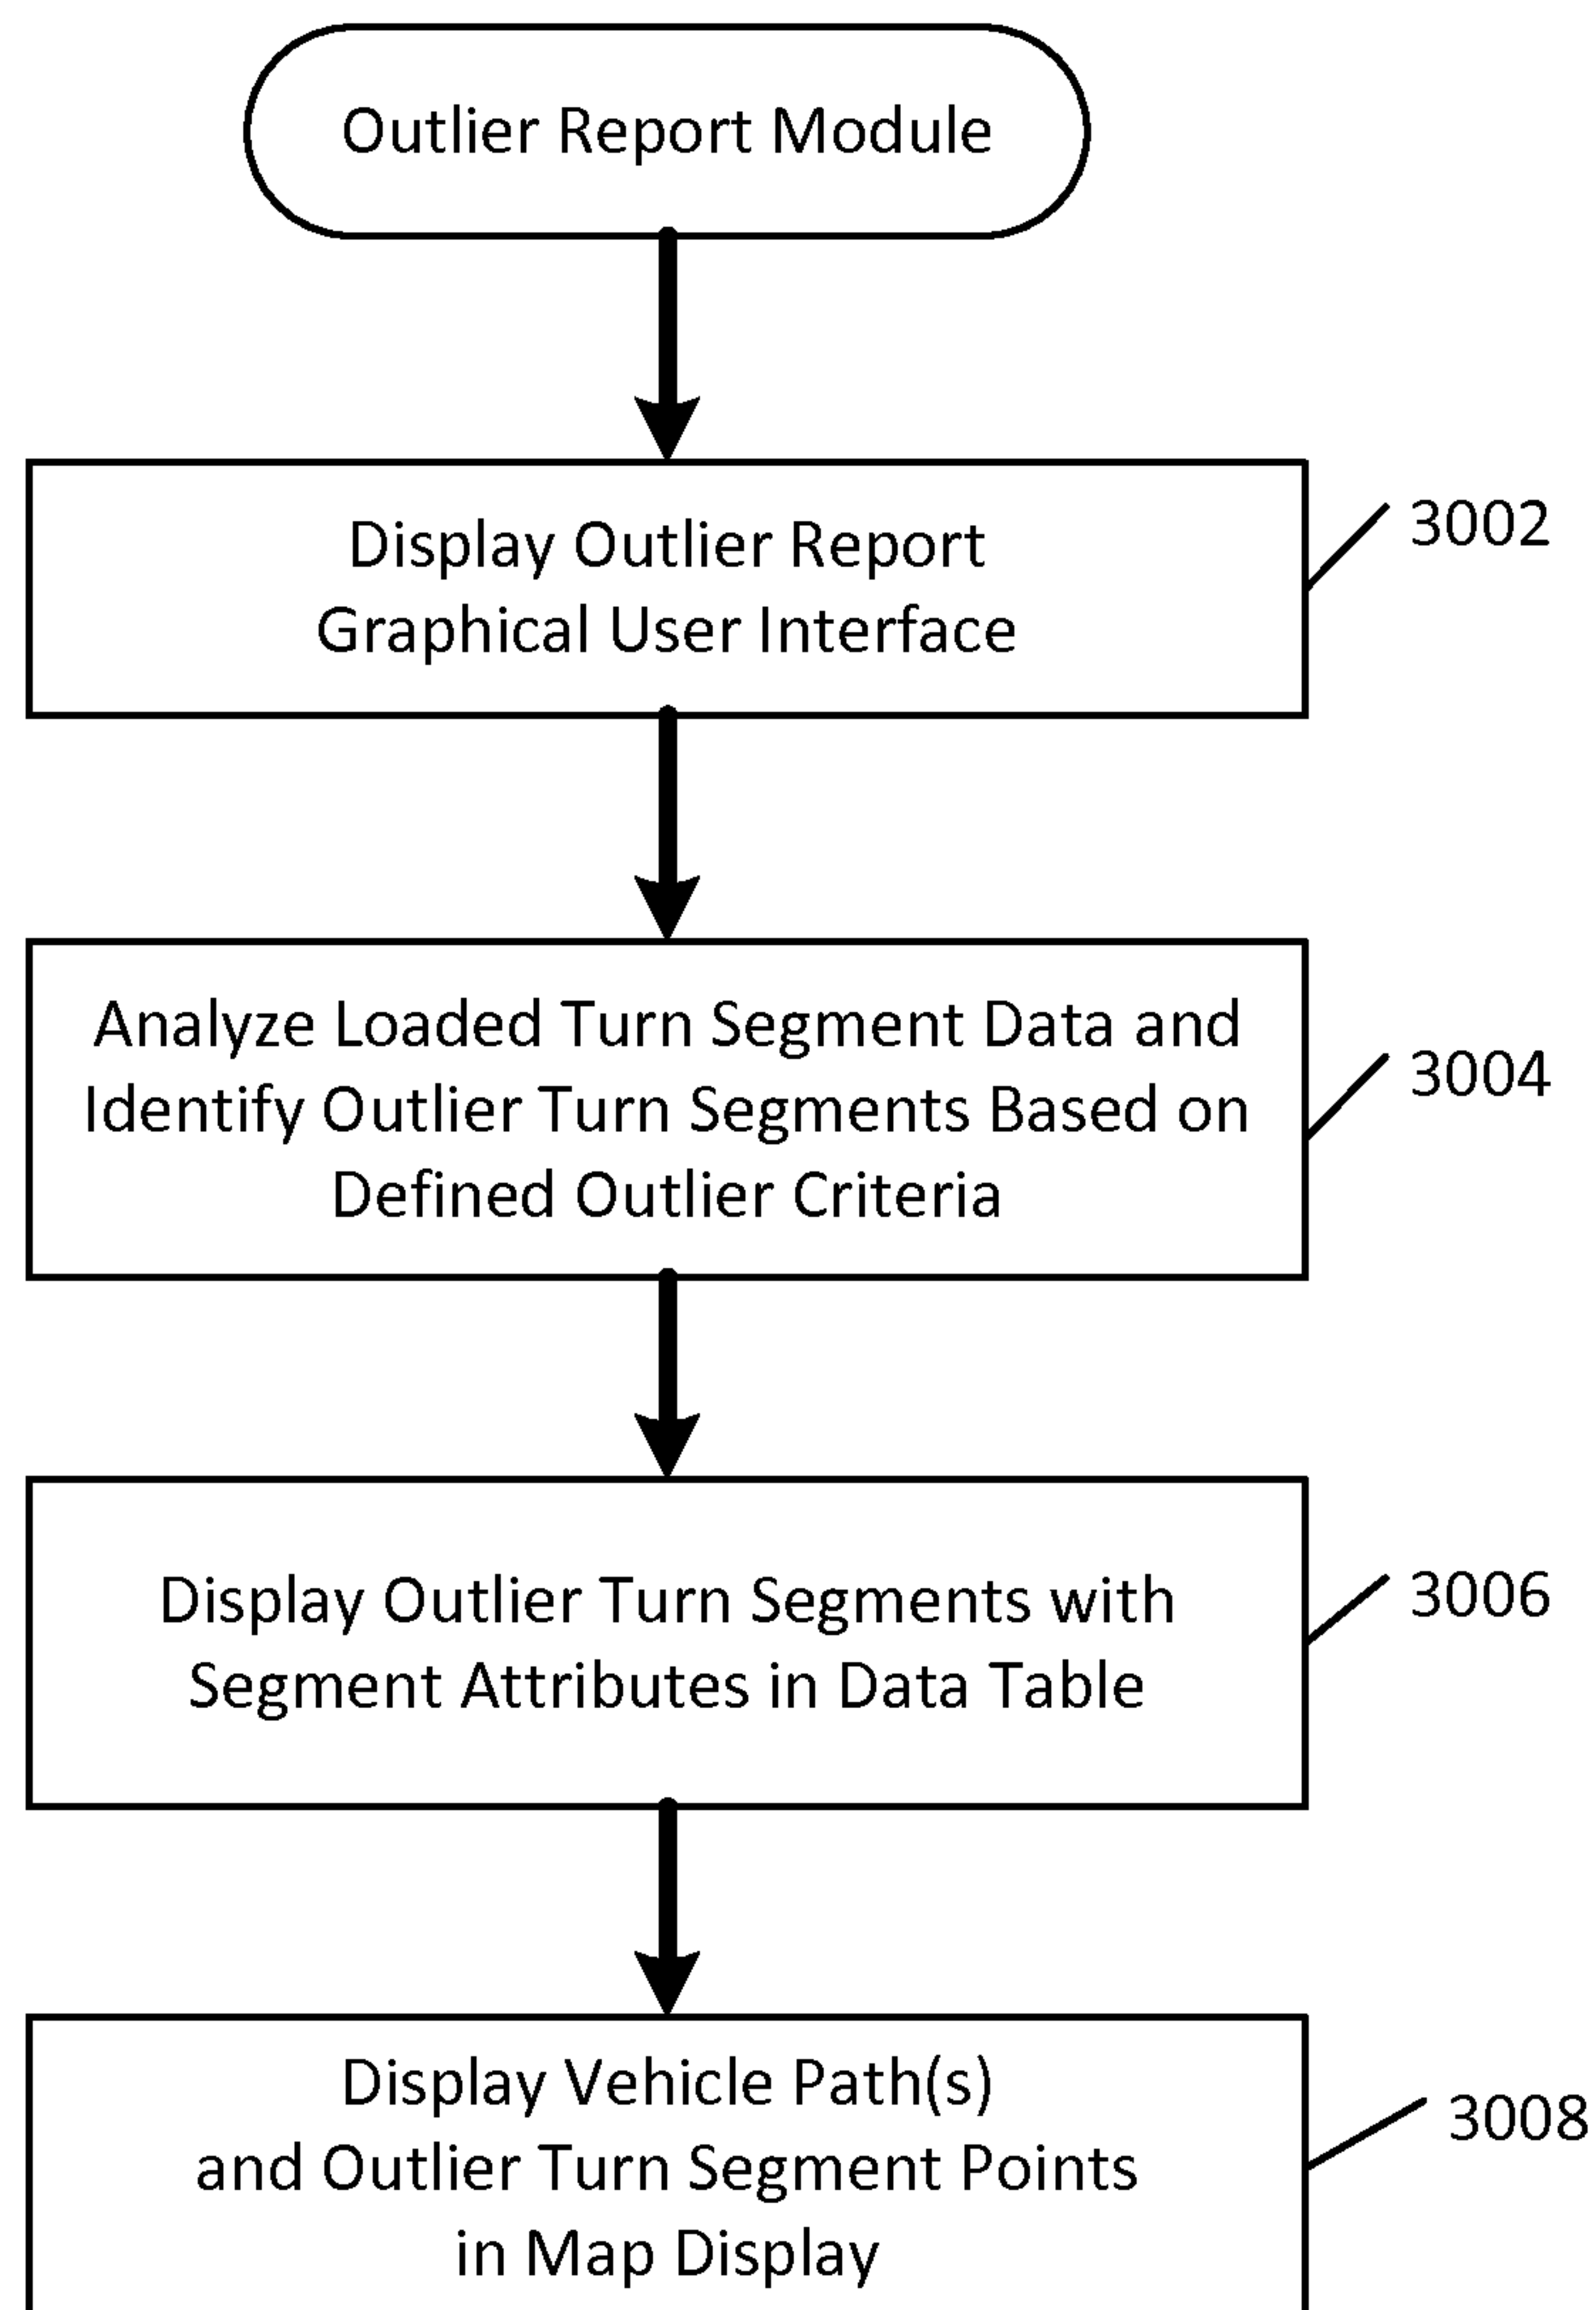 Outlier Report Module
Display Outlier Report
Graphical User Interface
3002
Analyze Loaded Turn Segment Data and
Identify Outlier Turn Segments Based on
Defined Outlier Criteria
3004
Display Outlier Turn Segments with
Segment Attributes in Data Table
3006
Display Vehicle Path(s)
and Outlier Turn Segment Points
in Map Display
3008